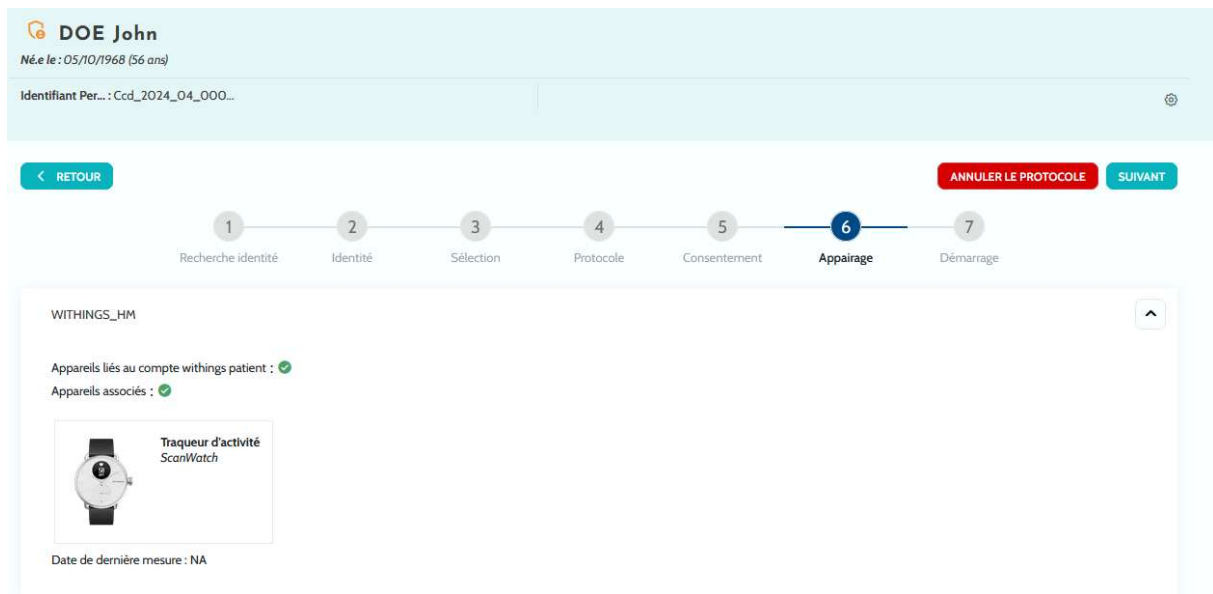 DOE John
Né.e le : 05/10/1968 (56 ans)
Identifiant Per... : Ccd_2024_04_000...
RETOUR
ANNULER LE PROTOCOLE
SUIVANT
1
2
3
4
5
6
7
Recherche identité
Identité
Sélection
Protocole
Consentement
Appairage
Démarrage
WITHINGS_HM
Appareils liés au compte withings patient :
Appareils associés :
Traqueur d'activité
ScanWatch
Date de dernière mesure : NA